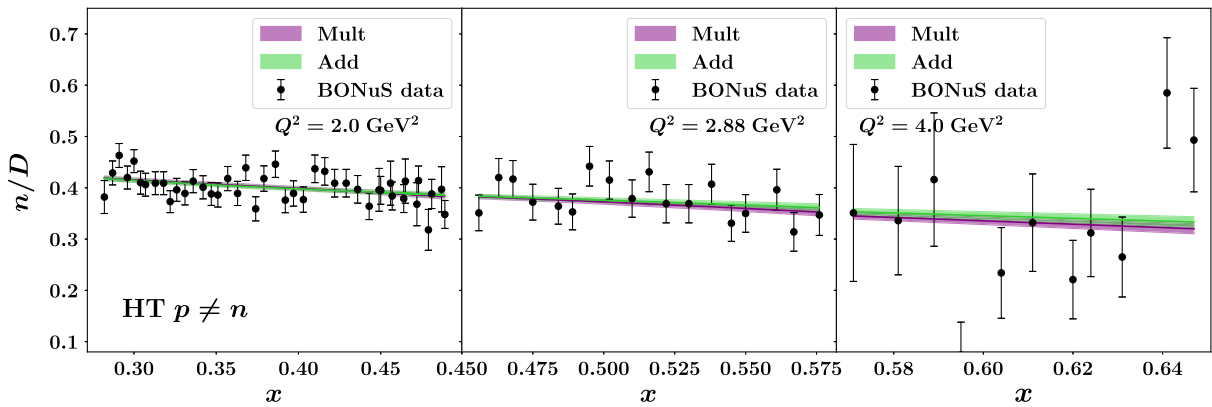 n/D
0.7
0.6
0.5
0.4
0.3
0.2
0.1
Mult
Add
BONuS data
Q² = 2.0 GeV²
HT p ≠ n
0.30
0.35
0.40
0.45
x
Mult
Add
BONuS data
Q² = 2.88 GeV²
0.450
0.475
0.500
0.525
0.550
0.575
x
Mult
Add
BONuS data
Q² = 4.0 GeV²
0.58
0.60
0.62
0.64
x